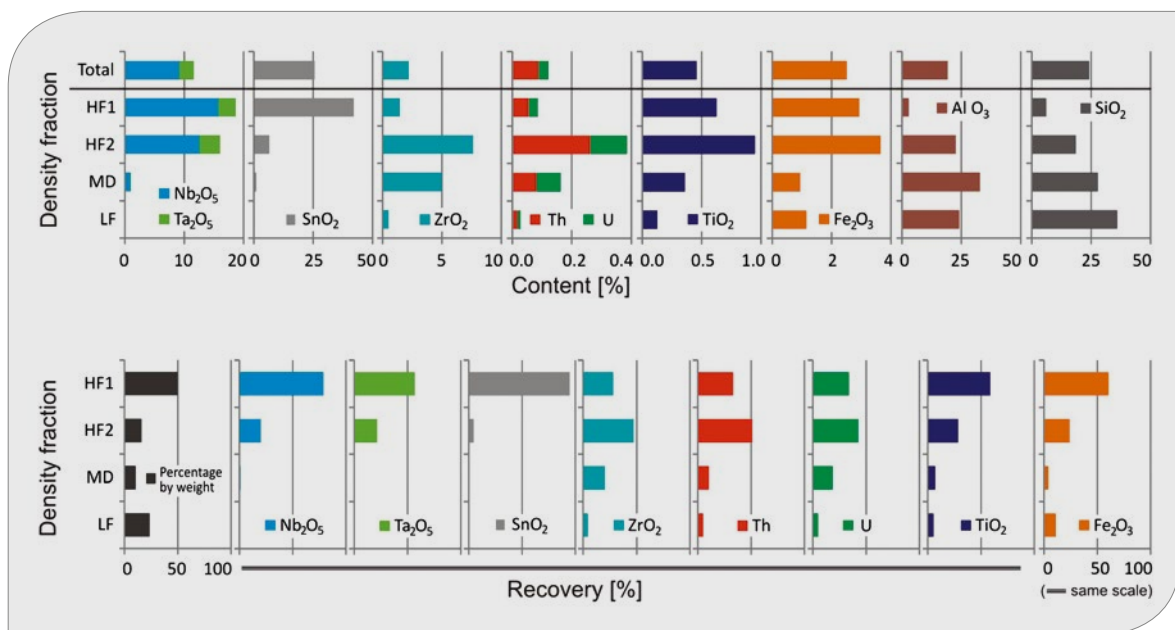 Density fraction
Total
HF1
HF2
MD
LF
Nb₂O₅
Ta₂O₅
SnO₂
ZrO₂
Th
U
TiO₂
Fe₂O₃
Al O₃
SiO₂
0 10 20
0 25 50
0 5 10
0 0.2 0.4
0.0 0.5 1.0
0 2 4
0 25 50
0 25 50
Content [%]
Density fraction
HF1
HF2
MD
LF
Percentage
by weight
Nb₂O₅
Ta₂O₅
SnO₂
ZrO₂
Th
U
TiO₂
Fe₂O₃
0 50 100
0 50 100
Recovery [%]
(━ same scale)